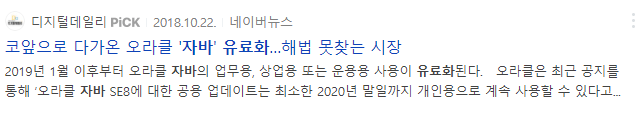 디지털데일리 PiCK 2018.10.22. 네이버뉴스
코앞으로 다가온 오라클 '자바' 유료화...해법 못찾는 시장
2019년 1월 이후부터 오라클 자바의 업무용, 상업용 또는 운용용 사용이 유료화된다. 오라클은 최근 공지를
통해 '오라클 자바 SE8에 대한 공용 업데이트는 최소한 2020년 말일까지 개인용으로 계속 사용할 수 있다고...